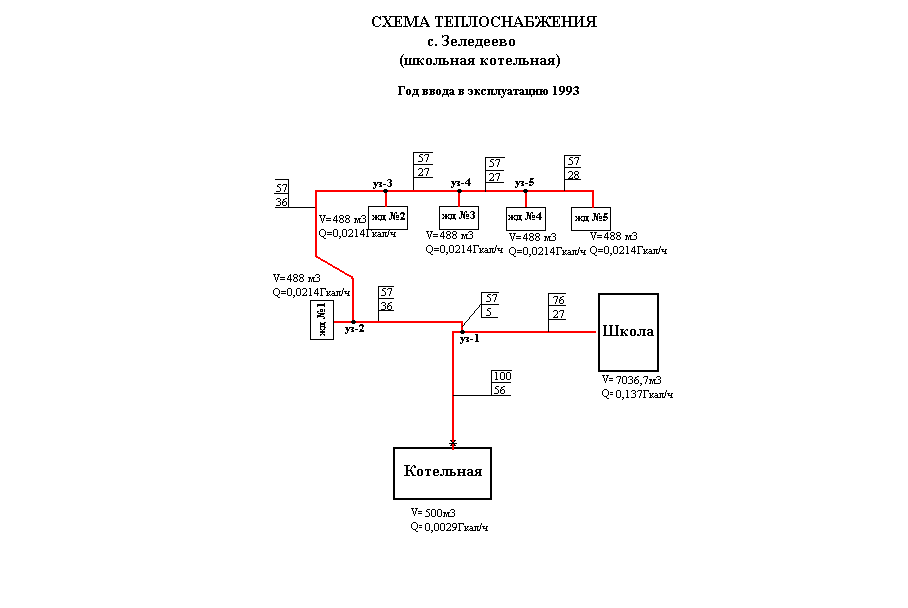 СХЕМА ТЕПЛОСНАБЖЕНИЯ
с. Зеледеево
(школьная котельная)
Год ввода в эксплуатацию 1993
57
27
57
27
57
28
57
36
уз-3
уз-4
уз-5
жд №2
жд №3
жд №4
жд №5
V=488 м3
Q=0,0214Гкал/ч
V=488 м3
Q=0,0214Гкал/ч
V=488 м3
Q=0,0214Гкал/ч
V=488 м3
Q=0,0214Гкал/ч
V=488 м3
Q=0,0214Гкал/ч
57
36
57
5
76
27
жд №1
уз-2
уз-1
Школа
V= 7036,7м3
Q= 0,137Гкал/ч
100
56
Котельная
V= 500м3
Q= 0,0029Гкал/ч